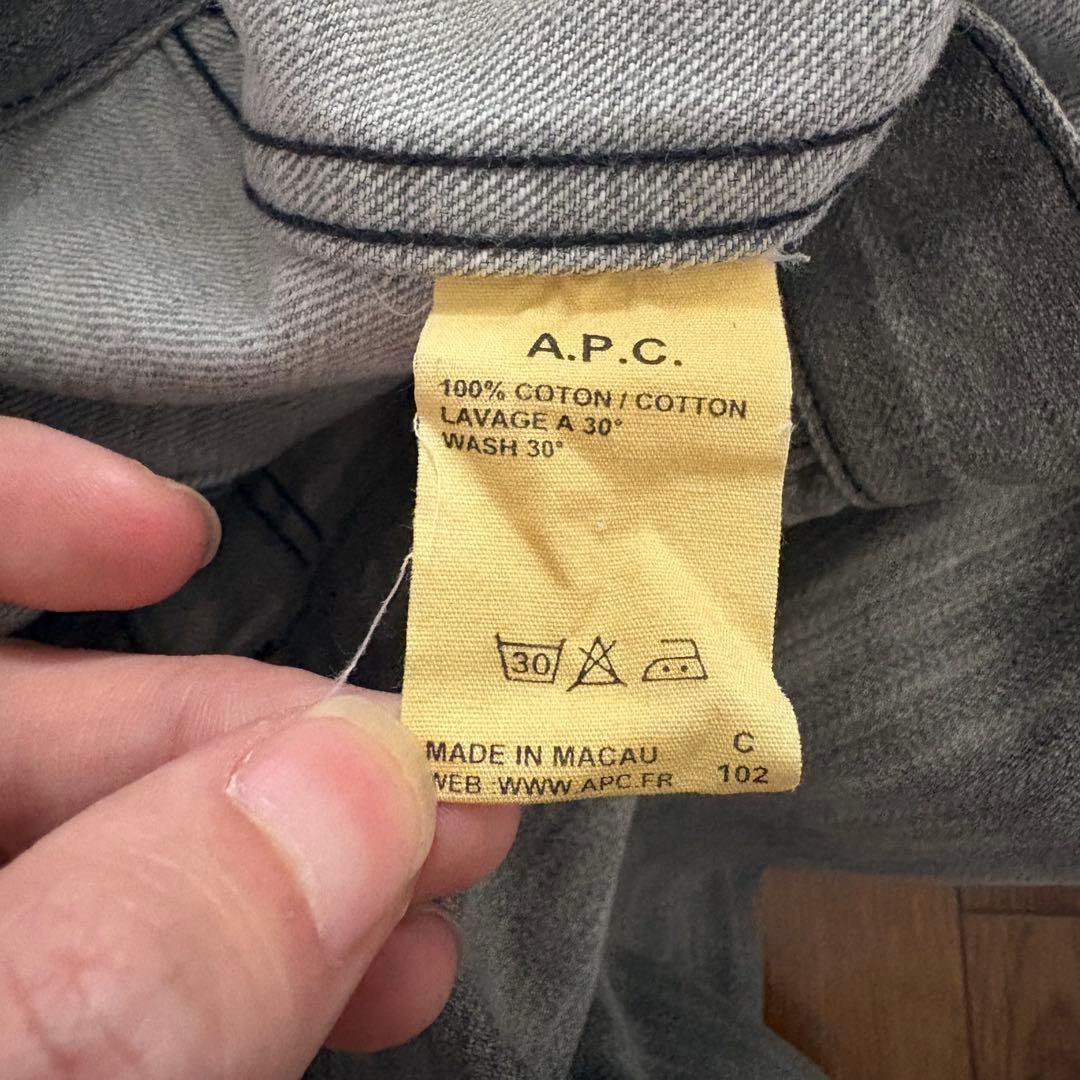 A.P.C.
100% COTON / COTTON
LAVAGE A 30°
WASH 30°
30
MADE IN MACAU
WEB :WWW.APC.FR
C
102